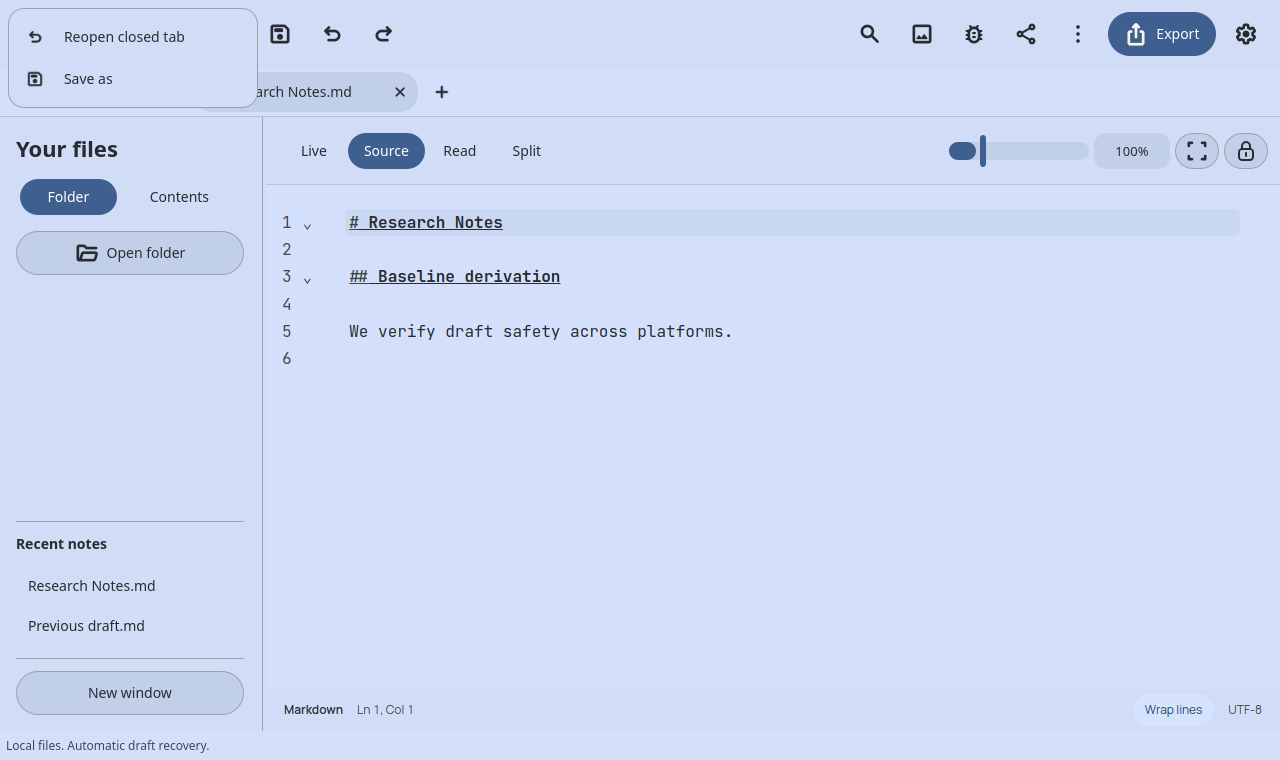 Reopen closed tab
Save as
Export
arch Notes.md
Your files
Folder
Contents
Open folder
Live
Source
Read
Split
100%
1 # Research Notes
2
3 ## Baseline derivation
4
5 We verify draft safety across platforms.
6
Recent notes
Research Notes.md
Previous draft.md
New window
Markdown
Ln 1, Col 1
Wrap lines
UTF-8
Local files. Automatic draft recovery.